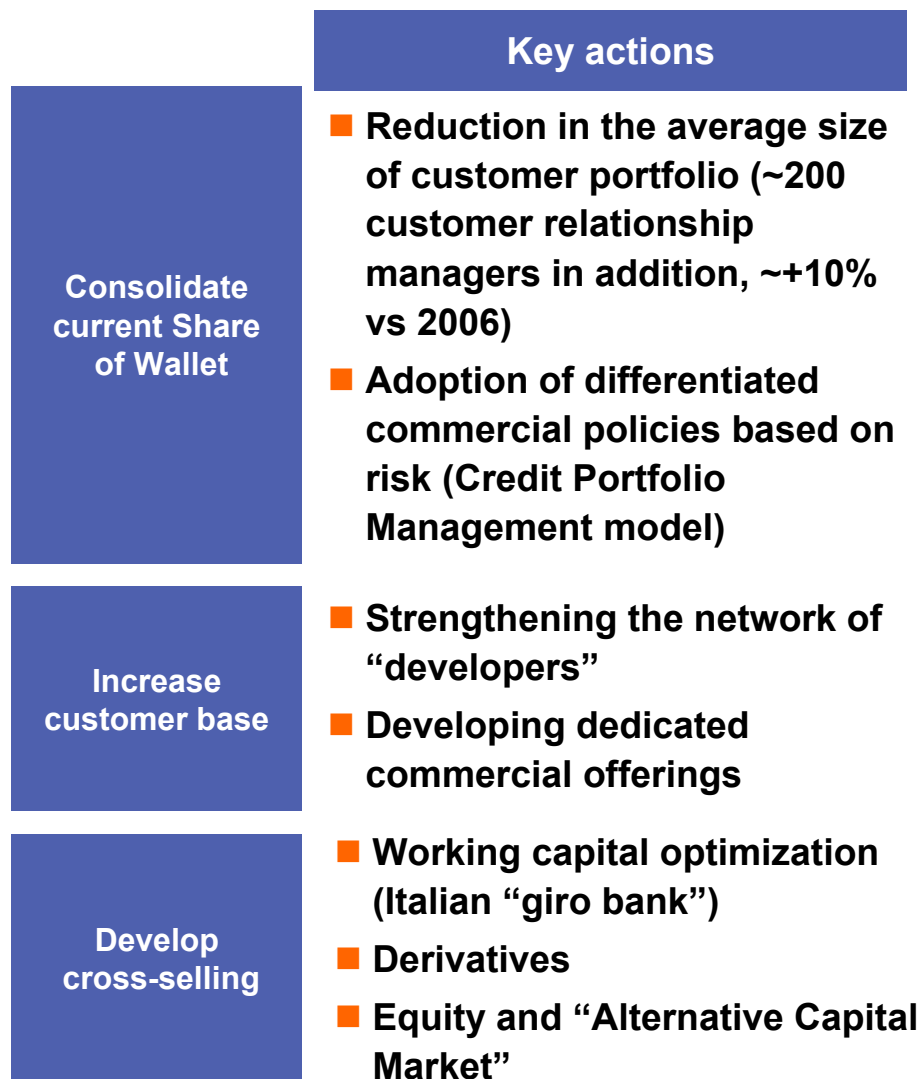 Key actions
Consolidate
current Share
of Wallet
Reduction in the average size
of customer portfolio (~200
customer relationship
managers in addition, ~+10%
vs 2006)
Adoption of differentiated
commercial policies based on
risk (Credit Portfolio
Management model)
Increase
customer base
Strengthening the network of
“developers”
Developing dedicated
commercial offerings
Develop
cross-selling
Working capital optimization
(Italian “giro bank”)
Derivatives
Equity and “Alternative Capital
Market”